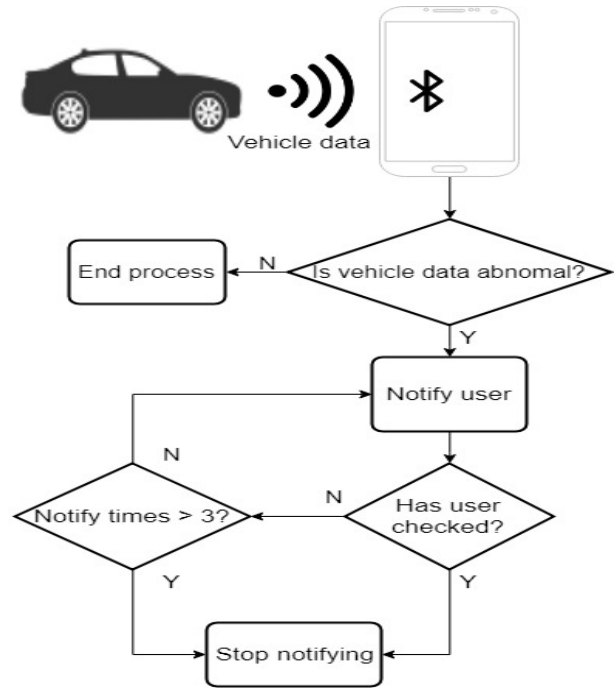 Vehicle data
Is vehicle data abnomal?
N
End process
Y
Notify user
Has user
checked?
N
Notify times > 3?
N
Y
Y
Stop notifying